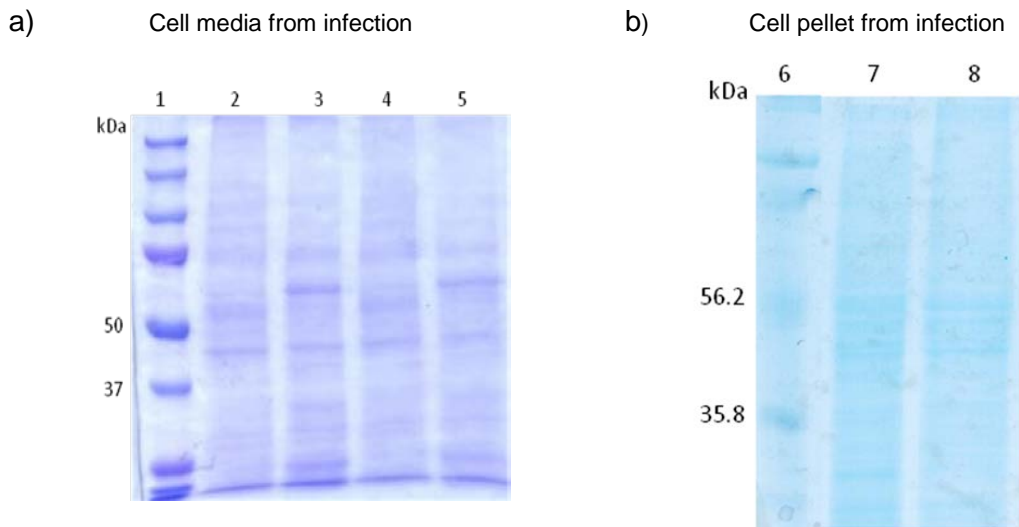 a) Cell media from infection
b) Cell pellet from infection
1 2 3 4 5
kDa
50
37
6 7 8
kDa
56.2
35.8